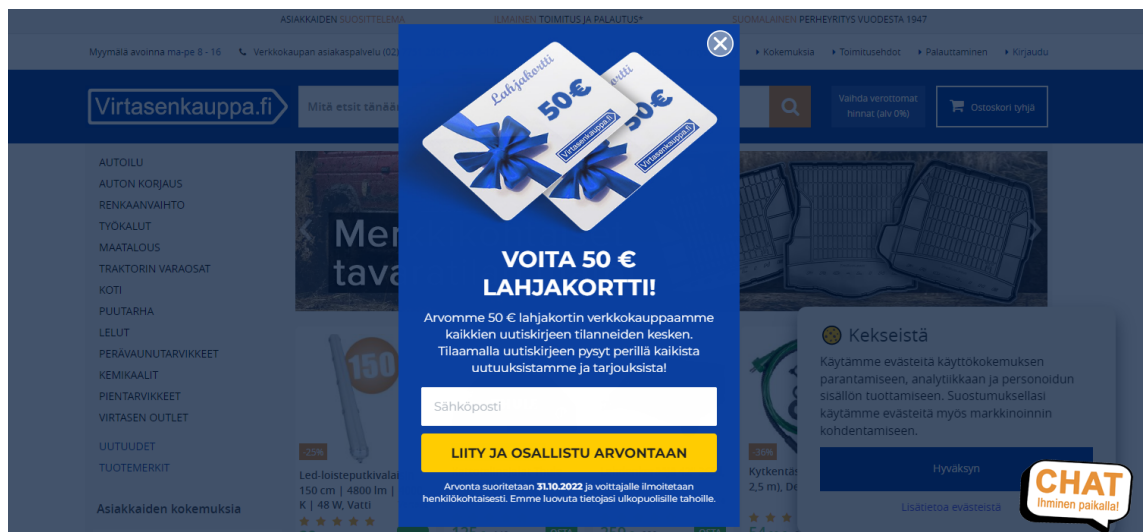 ASIAKKAIDEN SUOSITTELEMA
ILMAINEN TOIMITUS JA PALAUTUS*
SUOMALAINEN PERHEYRITYS VUODESTA 1947
Myymälä avoinna ma-pe 8 - 16
Verkkokaupan asiakaspalvelu (02)
Kokemuksia
Toimitusehdot
Palauttaminen
Kirjaudu
Virtasenkauppa.fi
Mitä etsit tänään
Vaihda verottomat
hinnat (alv 0%)
Ostoskori tyhjä
AUTOILU
AUTON KORJAUS
RENKAANVAIHTO
TYÖKALUT
MAATALOUS
TRAKTORIN VARAOSAT
KOTI
PUUTARHA
LELUT
PERÄVAUNUTARVIKKEET
KEMIKAALIT
PIENTARVIKKEET
VIRTASEN OUTLET
UUTUUDET
TUOTEMERKIT
Asiakkaiden kokemuksia
Mer
tava
150
-25%
Led-loisteputkivalai
150 cm | 4800 lm |
K | 48 W, Vatti
Lahjakortti
50€
Virtasenkauppa.fi
50€
Virtasenkauppa.fi
VOITA 50 €
LAHJAKORTTI!
Arvomme 50 € lahjakortin verkkokauppaamme
kaikkien uutiskirjeen tilanneiden kesken.
Tilaamalla uutiskirjeen pysyt perillä kaikista
uutuuksistamme ja tarjouksista!
Sähköposti
LIITY JA OSALLISTU ARVONTAAN
Arvonta suoritetaan 31.10.2022 ja voittajalle ilmoitetaan
henkilökohtaisesti. Emme luovuta tietojasi ulkopuolisille tahoille.
-36%
Kytkentäs
2,5 m), De
Kekseistä
Käytämme evästeitä käyttökokemuksen
parantamiseen, analytiikkaan ja personoidun
sisällön tuottamiseen. Suostumuksellasi
käytämme evästeitä myös markkinoinnin
kohdentamiseen.
Hyväksyn
Lisätietoa evästeistä
CHAT
Ihminen paikalla!